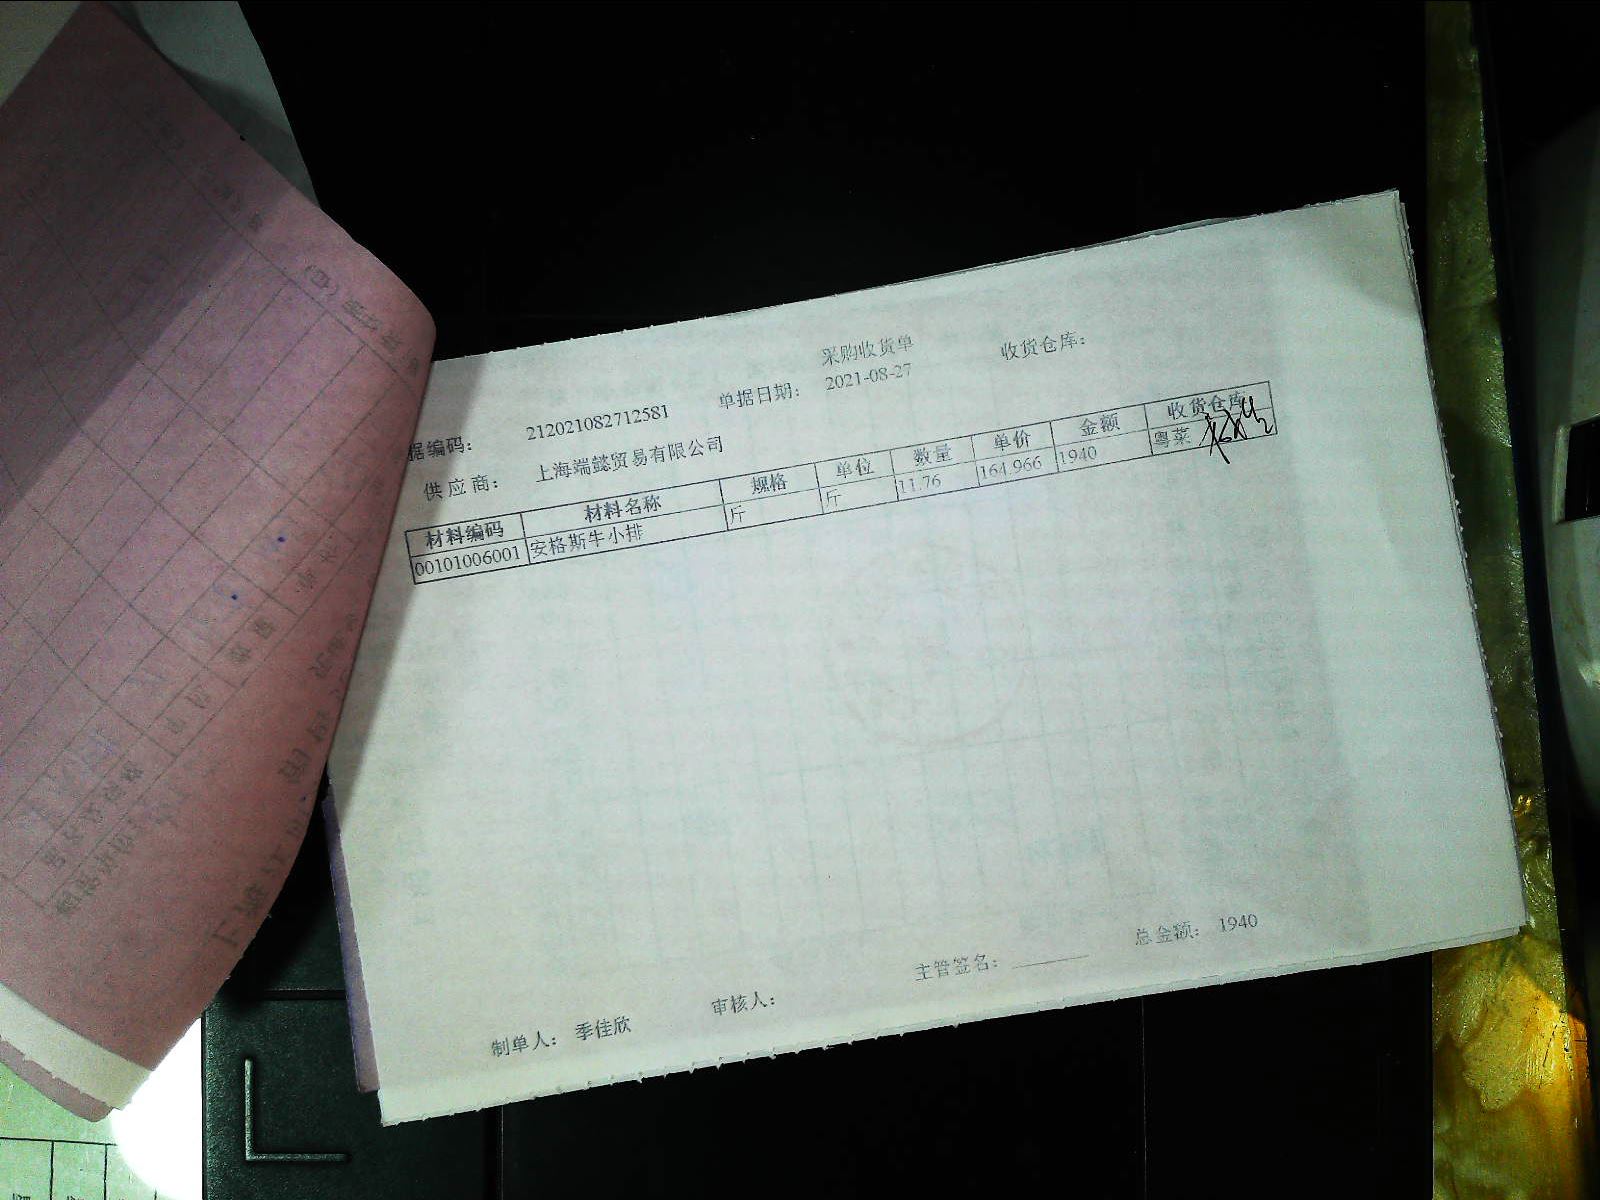 采购收货单
据编码： 212021082712581 单据日期： 2021-08-27 收货仓库：
供应商： 上海端懿贸易有限公司
材料编码 材料名称 规格 单位 数量 单价 金额 收货仓库
00101006001 安格斯牛小排 斤 斤 11.76 164.966 1940 粤菜
总金额： 1940
制单人： 季佳欣 审核人： 主管签名：